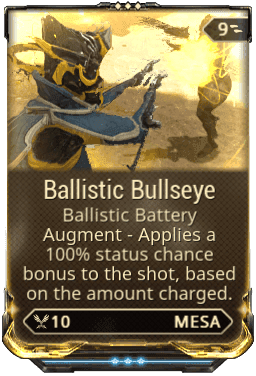 9
Ballistic Bullseye
Ballistic Battery
Augment - Applies a
100% status chance
bonus to the shot, based
on the amount charged.
10 MESA